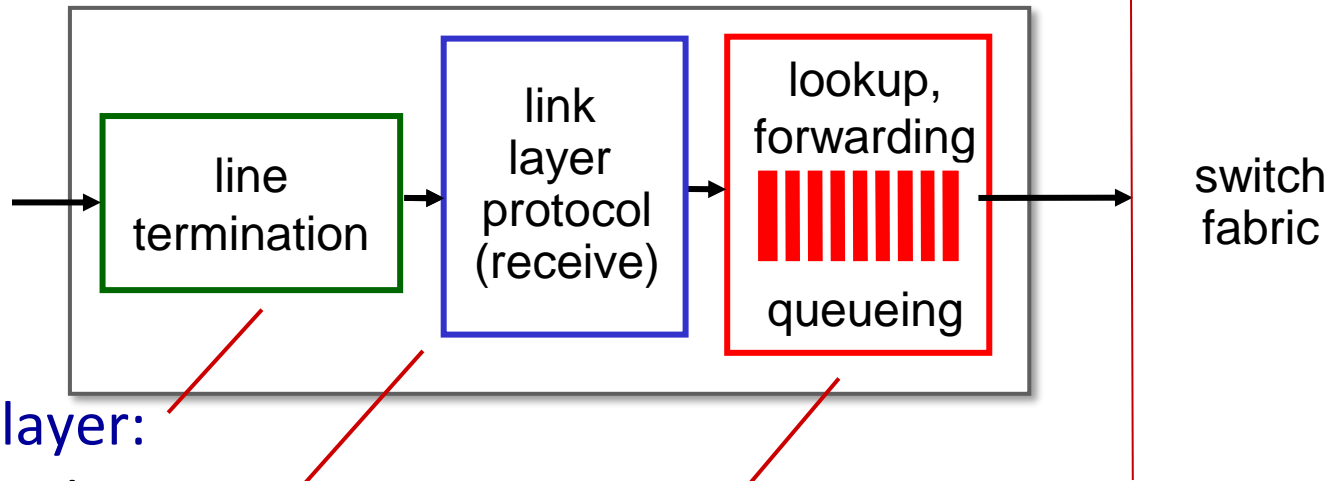 line
termination
link
layer
protocol
(receive)
lookup,
forwarding
queueing
switch
fabric
layer: